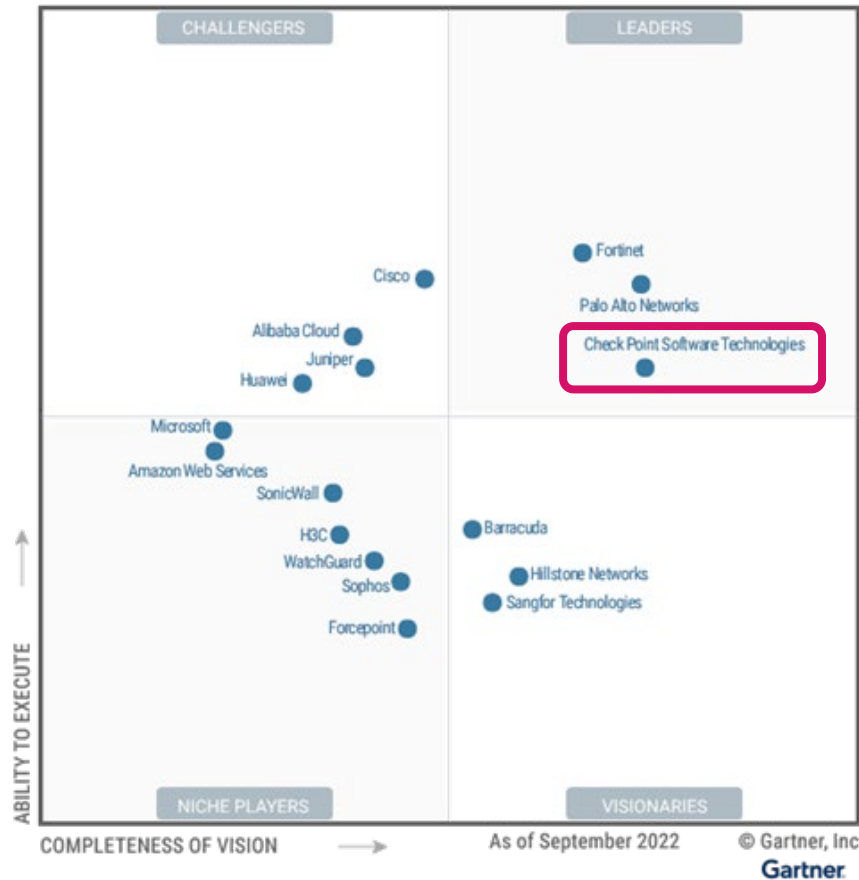 CHALLENGERS
LEADERS
Fortinet
Cisco
Palo Alto Networks
Alibaba Cloud
Check Point Software Technologies
Juniper
Huawei
Microsoft
Amazon Web Services
SonicWall
H3C
Barracuda
WatchGuard
Hillstone Networks
Sophos
Sangfor Technologies
Forcepoint
ABILITY TO EXECUTE
NICHE PLAYERS
VISIONARIES
COMPLETENESS OF VISION
As of September 2022
© Gartner, Inc
Gartner